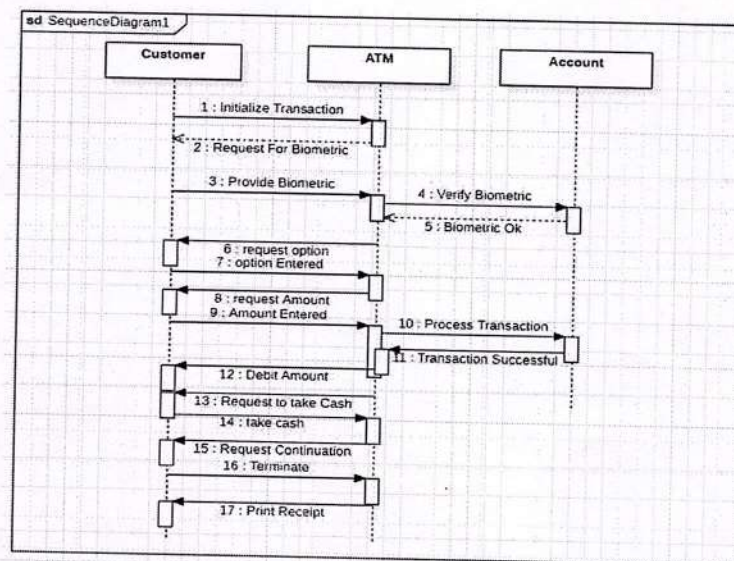 sd SequenceDiagram1
Customer
ATM
Account
1 : Initialize Transaction
2 : Request For Biometric
3 : Provide Biometric
4 : Verify Biometric
5 : Biometric Ok
6 : request option
7 : option Entered
8 : request Amount
9 : Amount Entered
10 : Process Transaction
11 : Transaction Successful
12 : Debit Amount
13 : Request to take Cash
14 : take cash
15 : Request Continuation
16 : Terminate
17 : Print Receipt